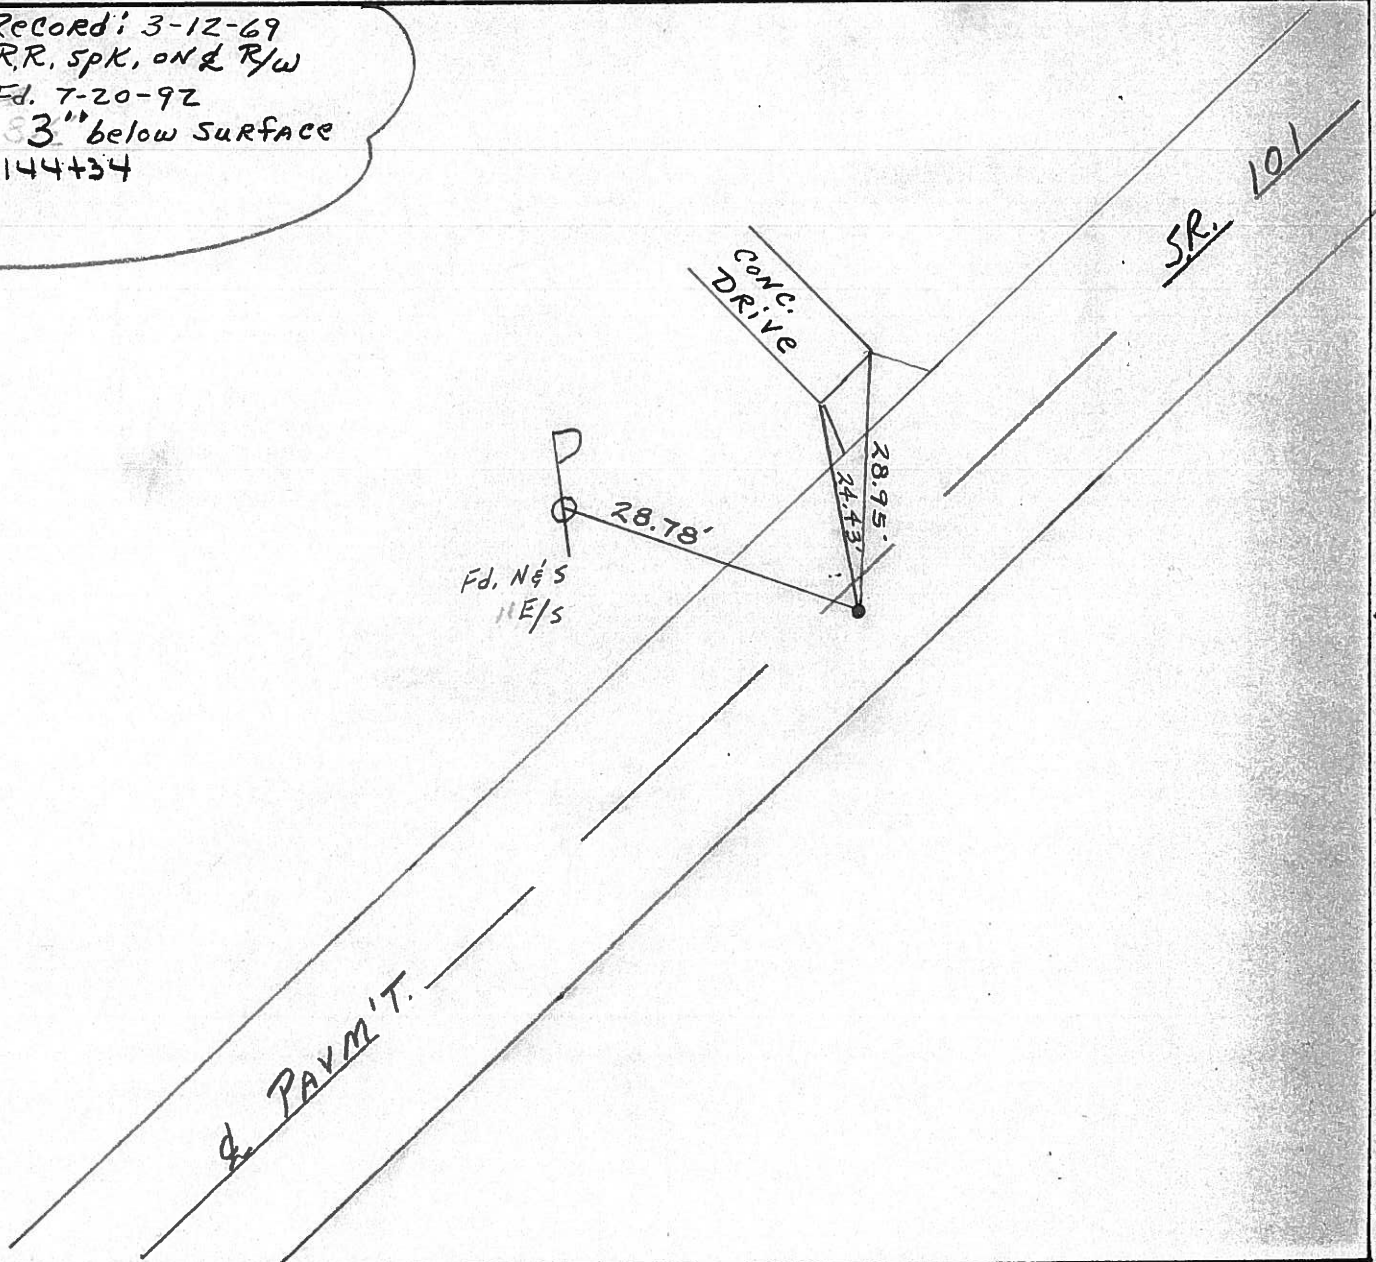 Record: 3-12-69
R.R. spK. ON ℄ R/W
Fd. 7-20-92
3" below SURFACE
144+34
S.R. 101
CONC.
DRIVE
P
28.78'
24.43'
28.95'
Fd. N & S
" E/S
℄ PAVM'T.